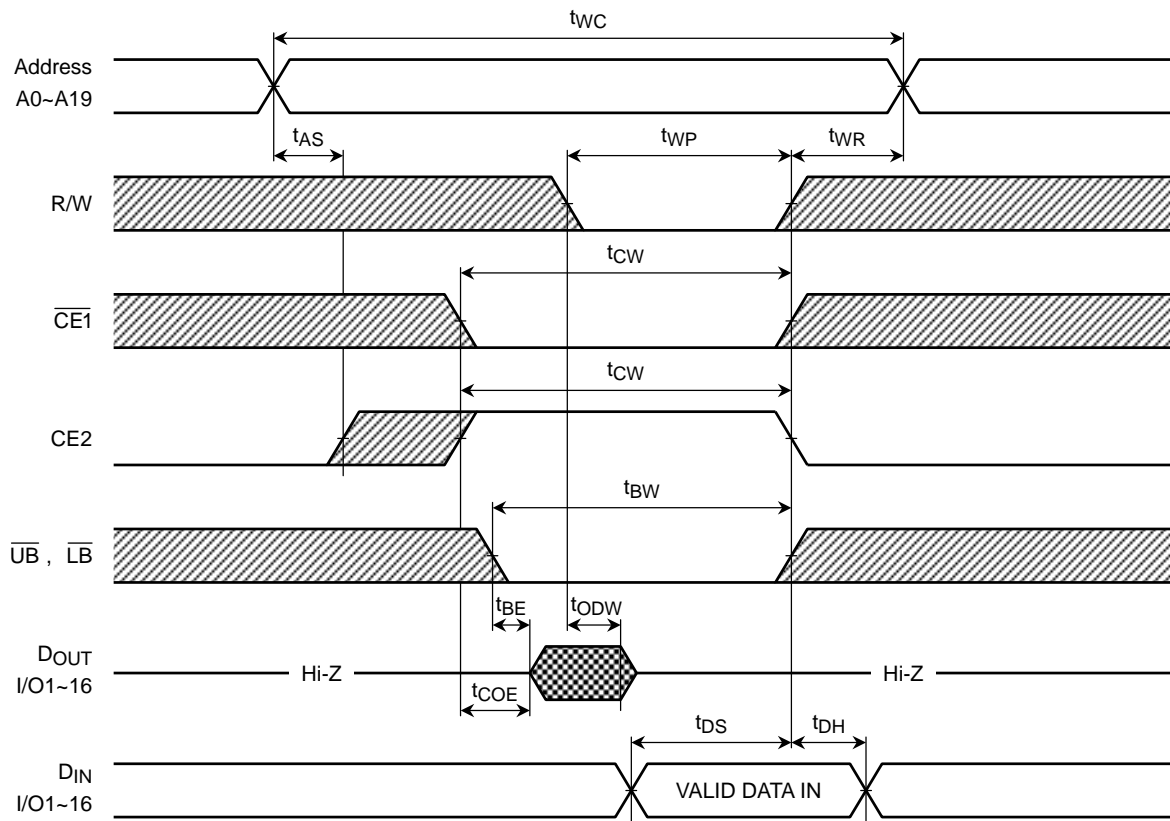 tWC
Address
A0~A19
tAS
tWP
tWR
R/W
tCW
CE1
tCW
CE2
tBW
UB , LB
tBE
tODW
DOUT
I/O1~16
Hi-Z
Hi-Z
tCOE
tDS
tDH
DIN
I/O1~16
VALID DATA IN